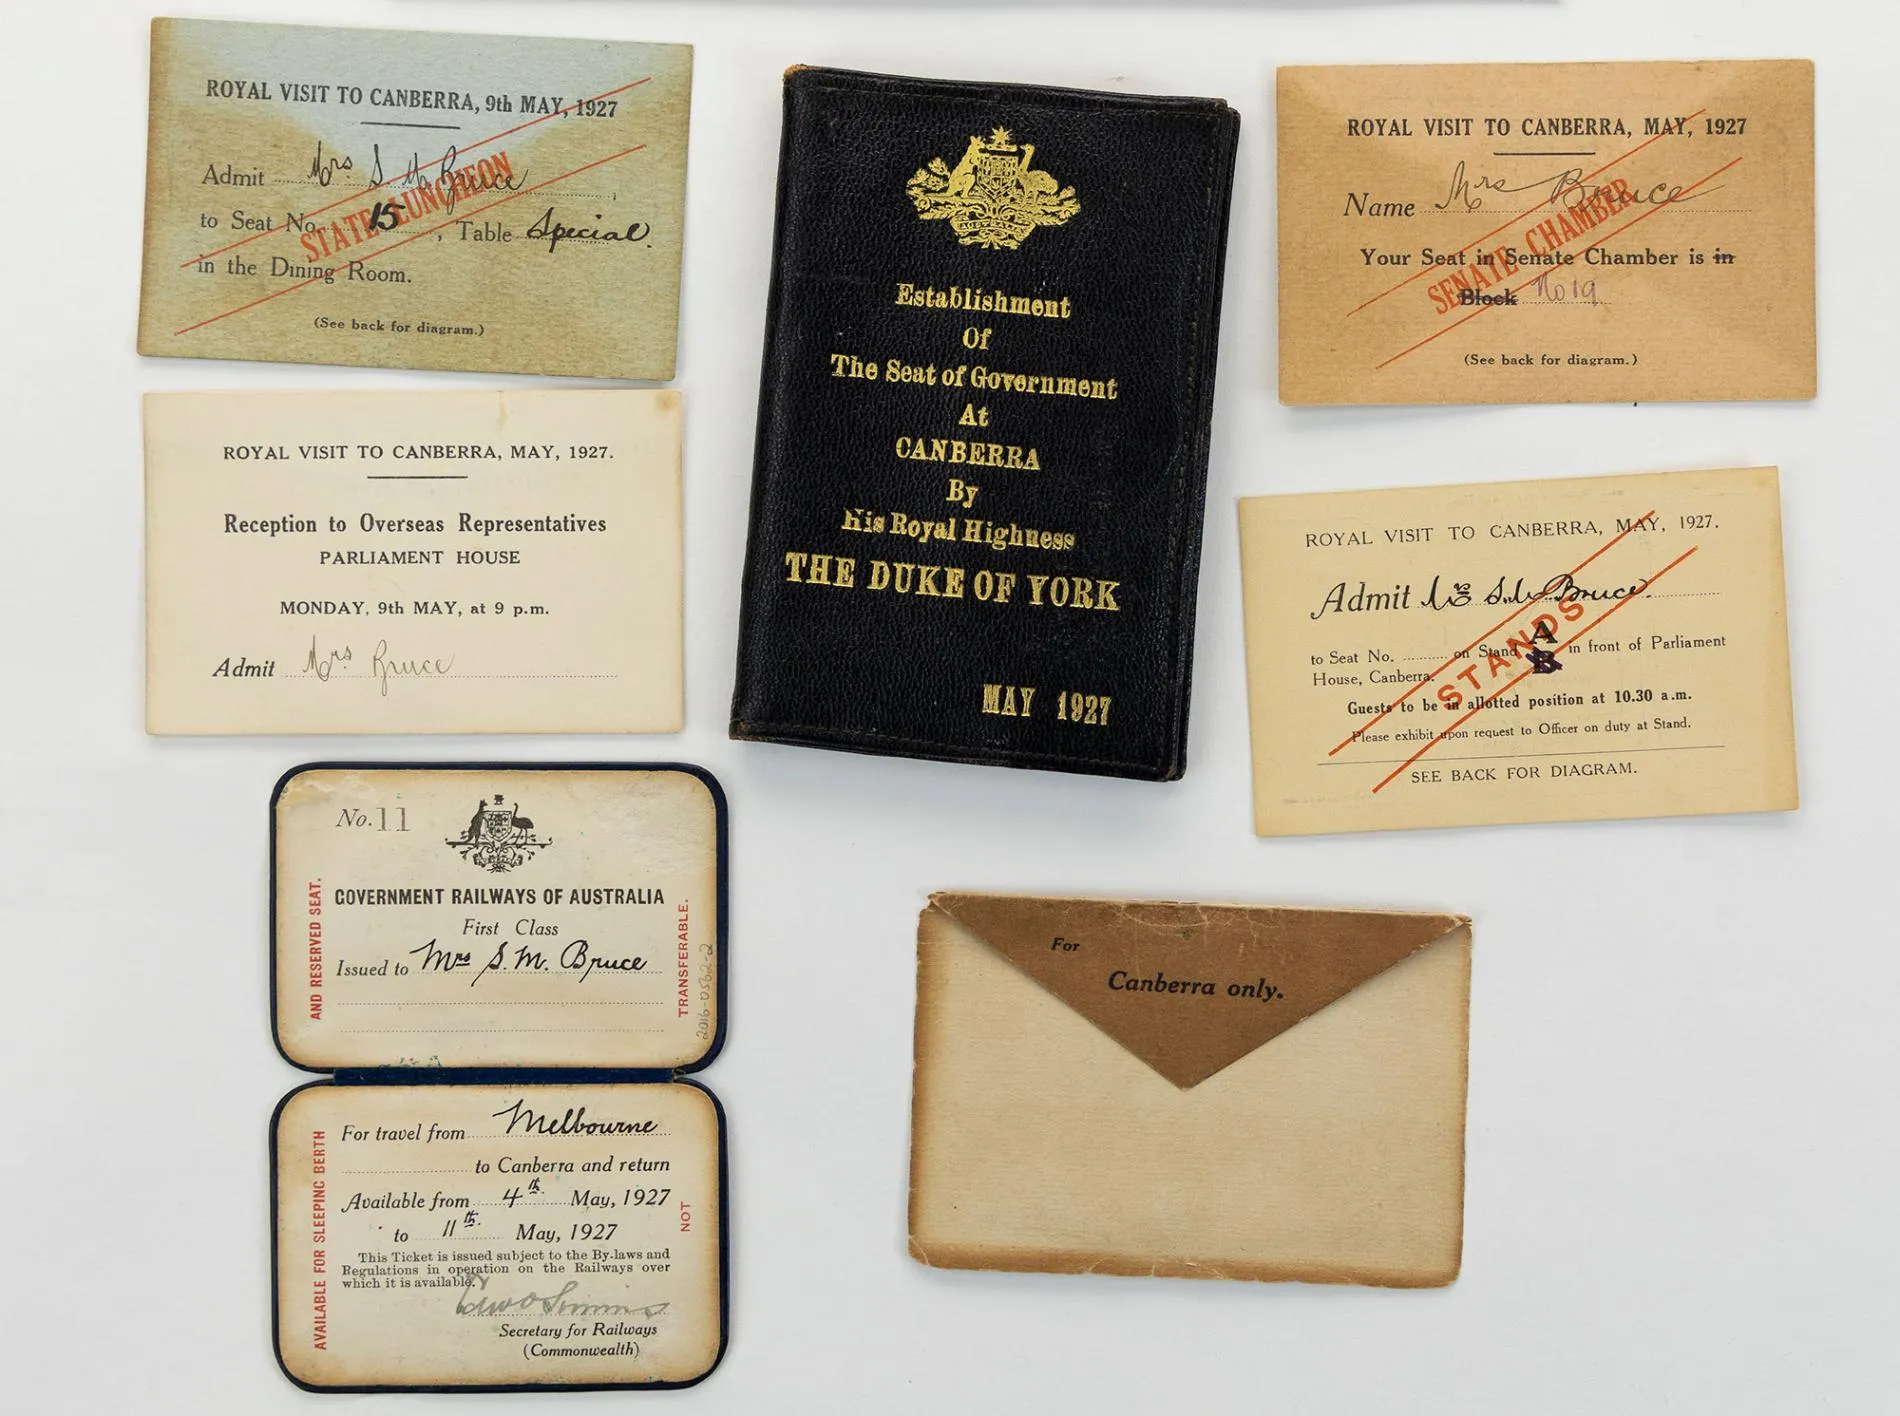 ROYAL VISIT TO CANBERRA, 9th MAY, 1927
Admit Mrs S. M Bruce
to Seat No. 15, Table Special.
in the Dining Room.
(See back for diagram.)
STATE LUNCHEON
ROYAL VISIT TO CANBERRA, MAY, 1927.
Reception to Overseas Representatives
PARLIAMENT HOUSE
MONDAY, 9th MAY, at 9 p.m.
Admit Mrs. Bruce
No. 11
GOVERNMENT RAILWAYS OF AUSTRALIA
First Class
Issued to Mrs S. M. Bruce
AND RESERVED SEAT.
TRANSFERABLE.
2016-0562-2
For travel from Melbourne
to Canberra and return
Available from 4th. May, 1927
to 11th. May, 1927
This Ticket is issued subject to the By-laws and
Regulations in operation on the Railways over
which it is available.
Secretary for Railways
(Commonwealth)
AVAILABLE FOR SLEEPING BERTH
NOT
AUSTRALIA
Establishment
Of
The Seat of Government
At
CANBERRA
By
His Royal Highness
THE DUKE OF YORK
MAY 1927
ROYAL VISIT TO CANBERRA, MAY, 1927
Name Mrs Bruce
Your Seat in Senate Chamber is in
Block No 19
(See back for diagram.)
SENATE CHAMBER
ROYAL VISIT TO CANBERRA, MAY, 1927.
Admit Mrs S. M. Bruce.
to Seat No. on Stand A B in front of Parliament
House, Canberra.
Guests to be in allotted position at 10.30 a.m.
Please exhibit upon request to Officer on duty at Stand.
SEE BACK FOR DIAGRAM.
STANDS
For
Canberra only.